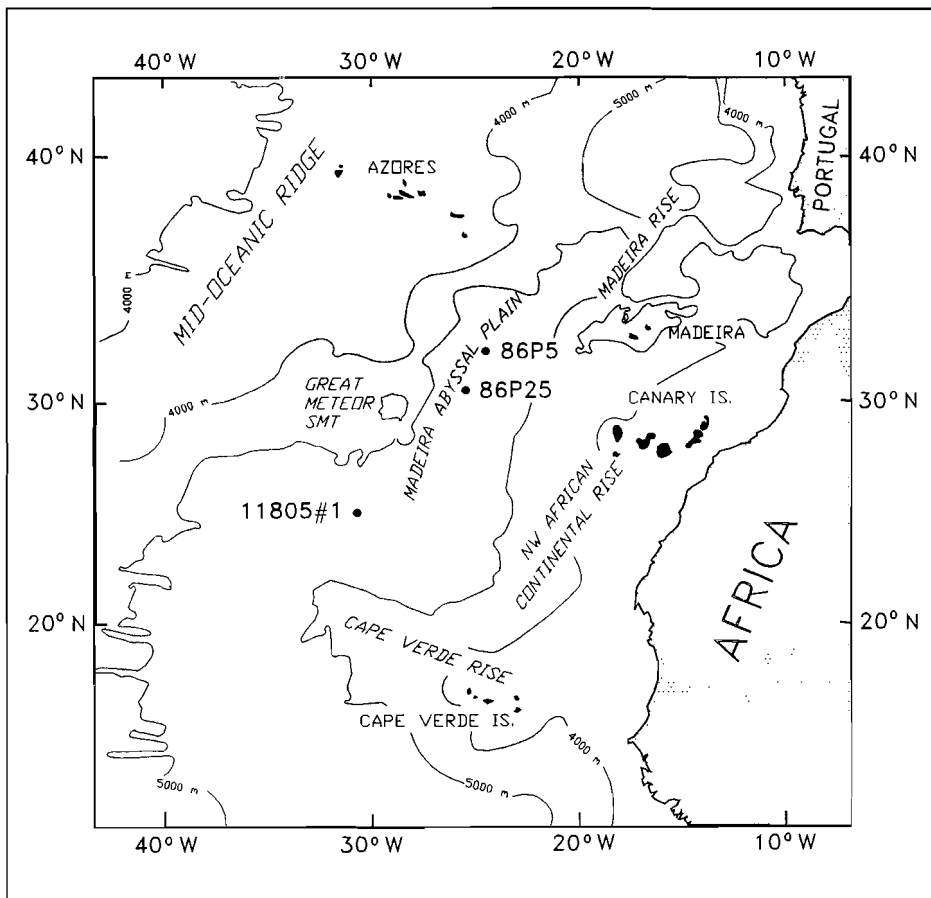 40°W 30°W 20°W 10°W
4000 m
5000 m
4000 m
PORTUGAL
40°N
40°N
AZORES
MID-OCEANIC RIDGE
MADEIRA RISE
4000 m
MADEIRA ABYSSAL PLAIN
MADEIRA
86P5
86P25
GREAT
METEOR
SMT
4000 m
30°N
30°N
CANARY IS.
11805#1
NW AFRICAN
CONTINENTAL RISE
AFRICA
20°N
20°N
CAPE VERDE RISE
CAPE VERDE IS.
4000 m
5000 m
5000 m
40°W 30°W 20°W 10°W